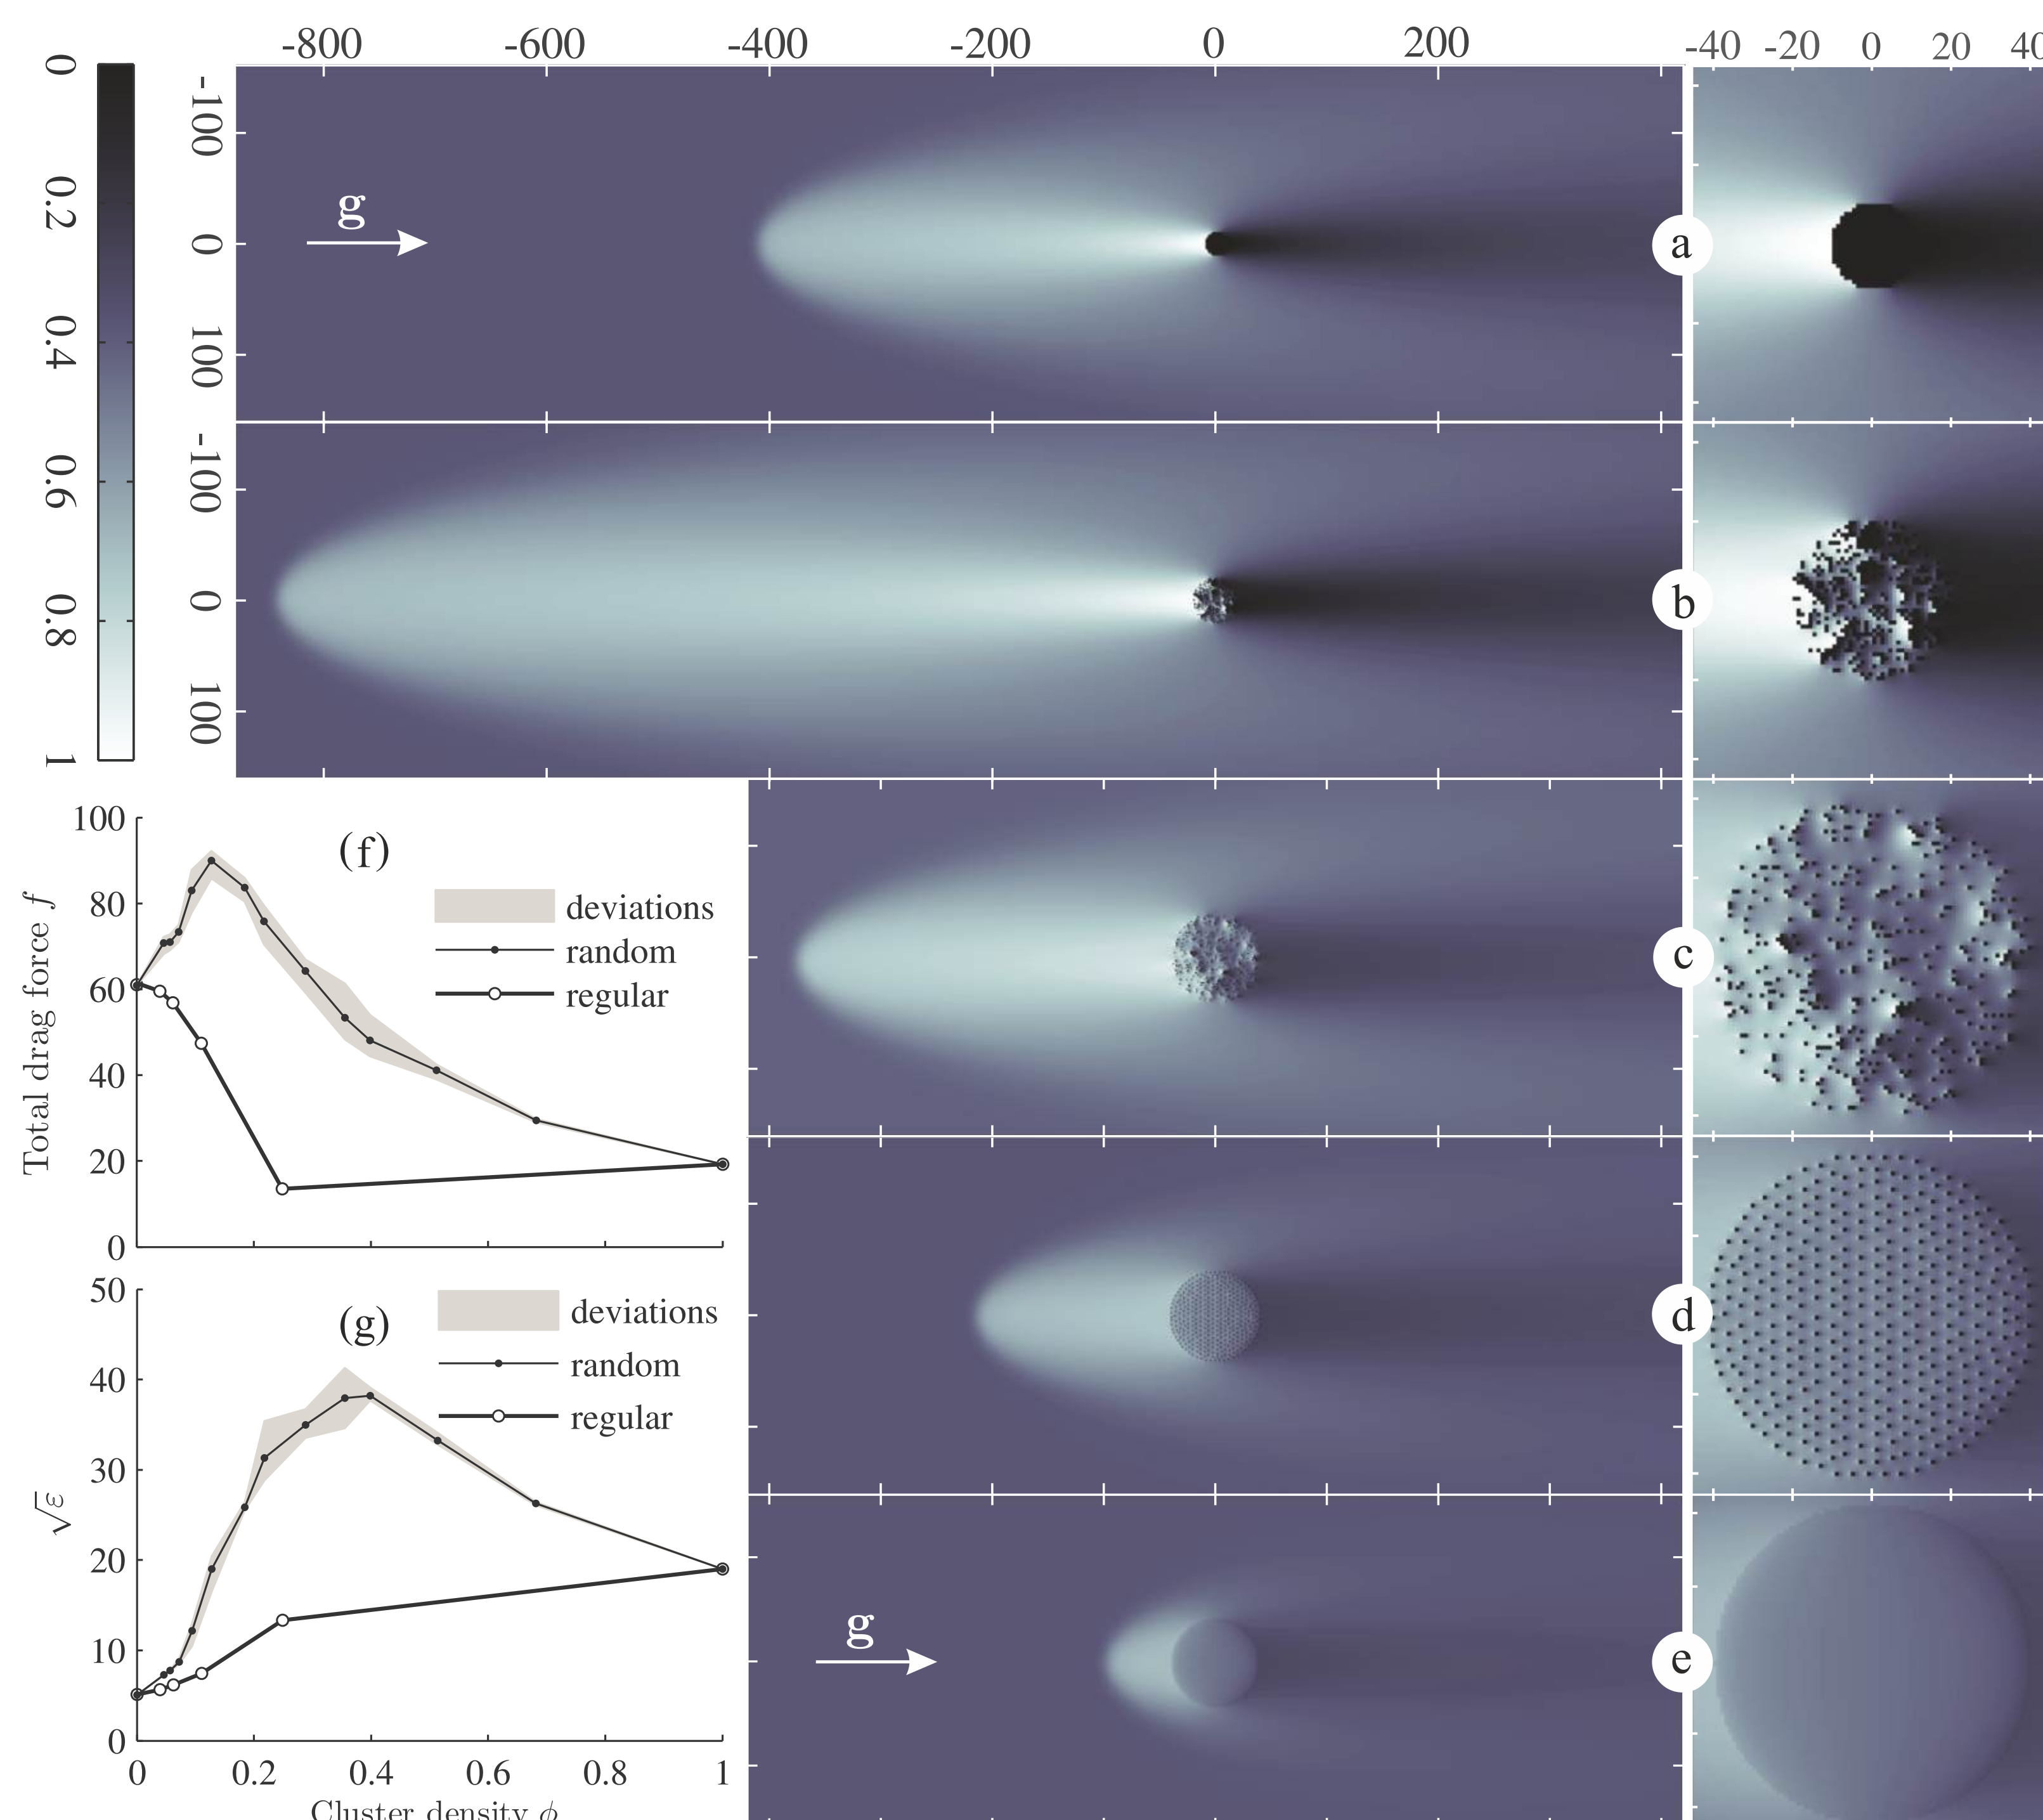 -800 -600 -400 -200 0 200 -40 -20 0 20 40
0 0.2 0.4 0.6 0.8 1
-100 0 100
g
a
-100 0 100
b
100
80
60
40
20
0
Total drag force f
(f)
deviations
random
regular
c
d
50
40
30
20
10
0
√ε
(g)
deviations
random
regular
0 0.2 0.4 0.6 0.8 1
Cluster density ϕ
g
e